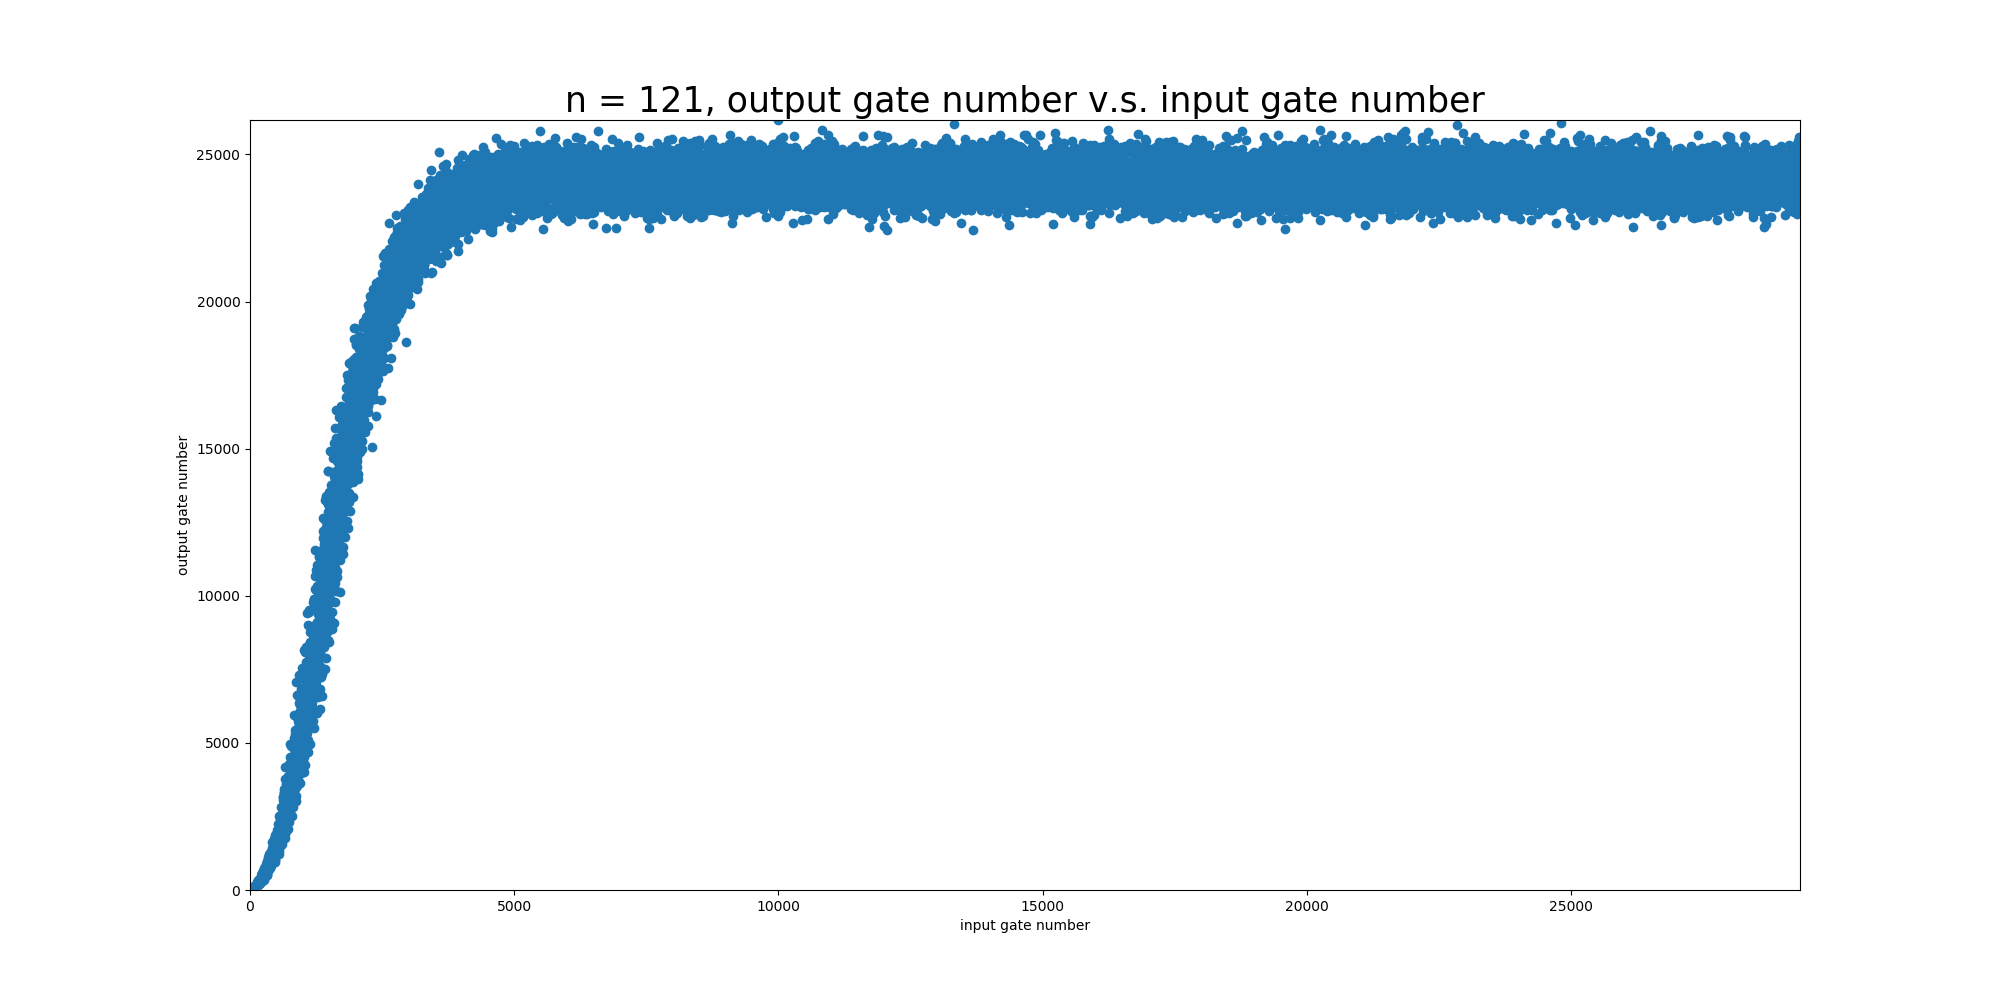 n = 121, output gate number v.s. input gate number
25000
20000
15000
10000
5000
0
output gate number
0 5000 10000 15000 20000 25000
input gate number